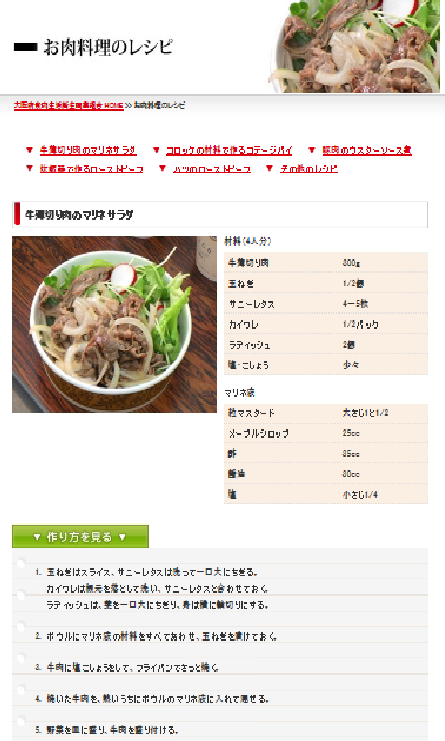 お肉料理のレシピ
HOME >> お肉料理のレシピ
▼ 牛薄切り肉のマリネサラダ ▼ コロッケの材料で作るコテージパイ ▼ 豚肉のウスターソース煮
▼ 炊飯器で作るローストビーフ ▼ ハツのローストビーフ ▼ その他のレシピ
牛薄切り肉のマリネサラダ
材料(4人分)
牛薄切り肉 300g
玉ねぎ 1/2個
サニーレタス 4〜5枚
カイワレ 1/2パック
ラディッシュ 2個
塩・こしょう 少々
マリネ液
粒マスタード 大さじ1と1/2
メープルシロップ 25cc
酢
塩 小さじ1/4
▼ 作り方を見る ▼
1. 玉ねぎはスライス、サニーレタスは洗って一口大にちぎる。
カイワレは根元を落として洗い、サニーレタスと合わせておく。
ラディッシュは、葉を一口大にちぎり、身は横に輪切りにする。
2. ボウルにマリネ液の材料をすべてあわせ、玉ねぎを漬けておく。
3. 牛肉に塩こしょうをして、フライパンでさっと焼く。
4. 焼いた牛肉を、熱いうちにボウルのマリネ液に入れて混ぜる。
5. 野菜を皿に盛り、牛肉を盛り付ける。